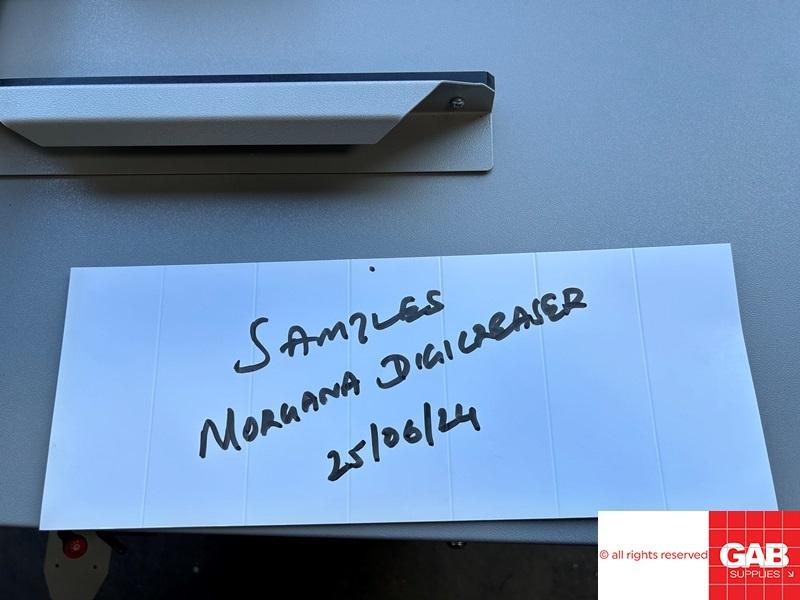 SAMPLES
MORGANA DIGICREASER
25/06/24
© all rights reserved
GAB
SUPPLIES